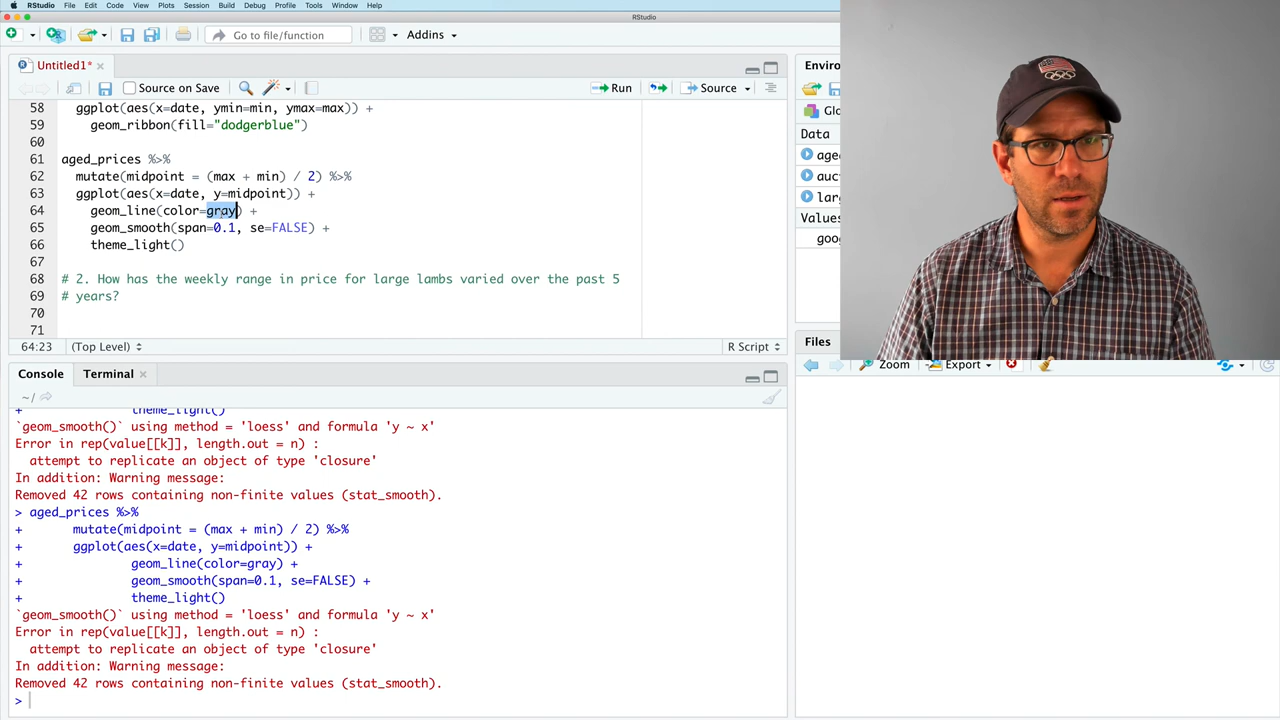 RStudio File Edit Code View Plots Session Build Debug Profile Tools Window Help
RStudio
Go to file/function Addins
Untitled1*
Source on Save Run Source
58 ggplot(aes(x=date, ymin=min, ymax=max)) +
59 geom_ribbon(fill="dodgerblue")
60
61 aged_prices %>%
62 mutate(midpoint = (max + min) / 2) %>%
63 ggplot(aes(x=date, y=midpoint)) +
64 geom_line(color=gray) +
65 geom_smooth(span=0.1, se=FALSE) +
66 theme_light()
67
68 # 2. How has the weekly range in price for large lambs varied over the past 5
69 # years?
70
71
64:23 (Top Level) R Script
Console Terminal
~/
+ theme_light()
`geom_smooth()` using method = 'loess' and formula 'y ~ x'
Error in rep(value[[k]], length.out = n) :
attempt to replicate an object of type 'closure'
In addition: Warning message:
Removed 42 rows containing non-finite values (stat_smooth).
> aged_prices %>%
+ mutate(midpoint = (max + min) / 2) %>%
+ ggplot(aes(x=date, y=midpoint)) +
+ geom_line(color=gray) +
+ geom_smooth(span=0.1, se=FALSE) +
+ theme_light()
`geom_smooth()` using method = 'loess' and formula 'y ~ x'
Error in rep(value[[k]], length.out = n) :
attempt to replicate an object of type 'closure'
In addition: Warning message:
Removed 42 rows containing non-finite values (stat_smooth).
>
Enviro
Glo
Data
aged
auc
larg
Values
goo
Files
Zoom Export